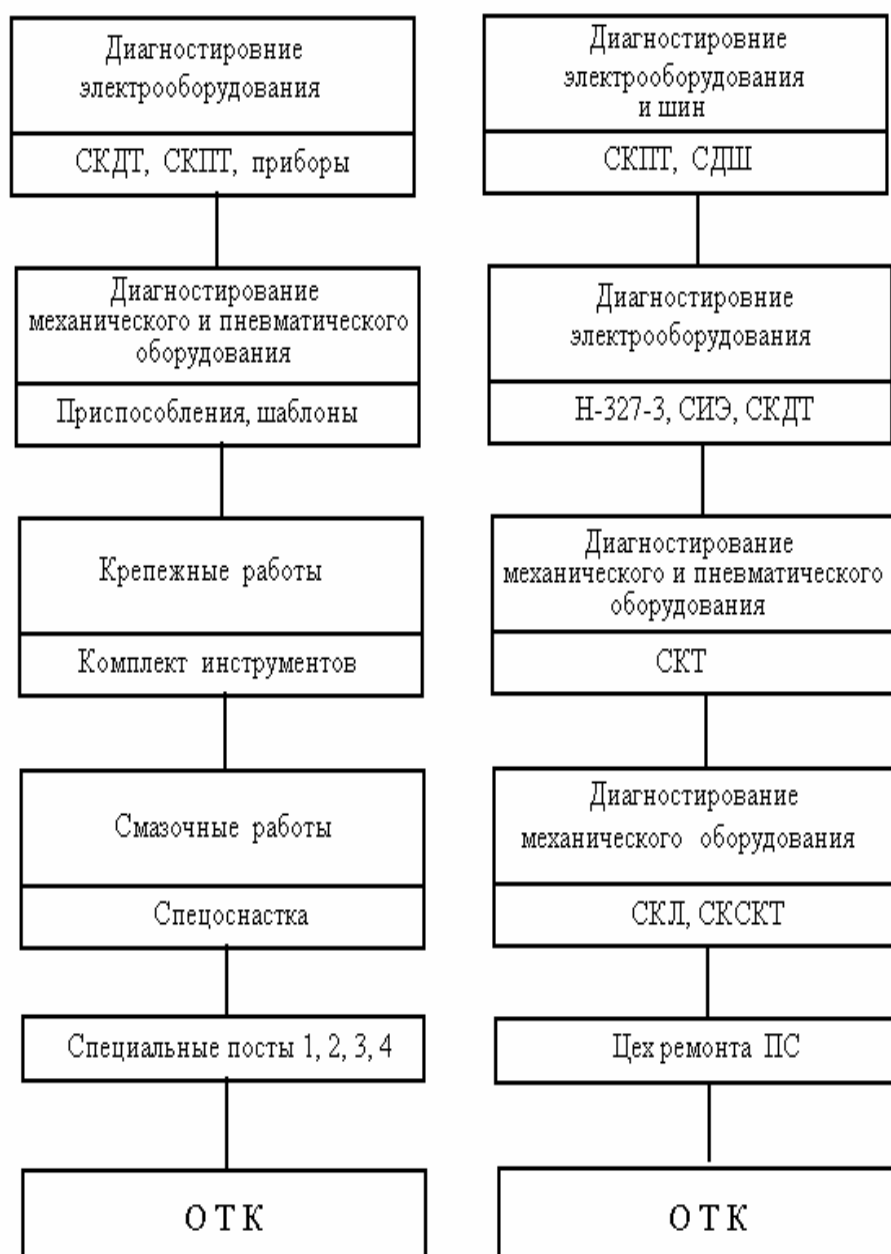 Диагностировние
электрооборудования
СКДТ, СКПТ, приборы
Диагностирование
механического и пневматического
оборудования
Приспособления, шаблоны
Крепежные работы
Комплект инструментов
Смазочные работы
Спецоснастка
Специальные посты 1, 2, 3, 4
О Т К
Диагностировние
электрооборудования
и шин
СКПТ, СДШ
Диагностировние
электрооборудования
Н-327-3, СИЭ, СКДТ
Диагностирование
механического и пневматического
оборудования
СКТ
Диагностирование
механического оборудования
СКЛ, СКСКТ
Цех ремонта ПС
О Т К